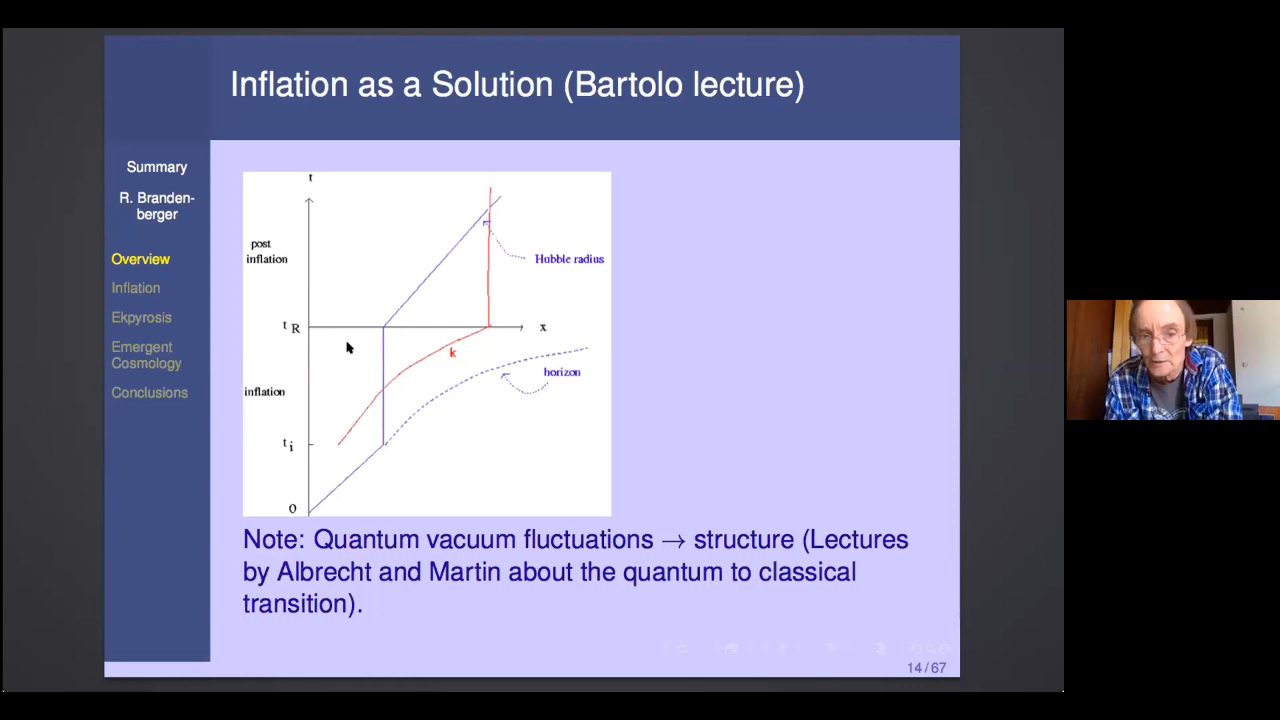 Inflation as a Solution (Bartolo lecture)
Summary
R. Branden-
berger
Overview
Inflation
Ekpyrosis
Emergent
Cosmology
Conclusions
t
post
inflation
Hubble radius
t R
x
k
horizon
inflation
t i
0
Note: Quantum vacuum fluctuations → structure (Lectures
by Albrecht and Martin about the quantum to classical
transition).
14 / 67